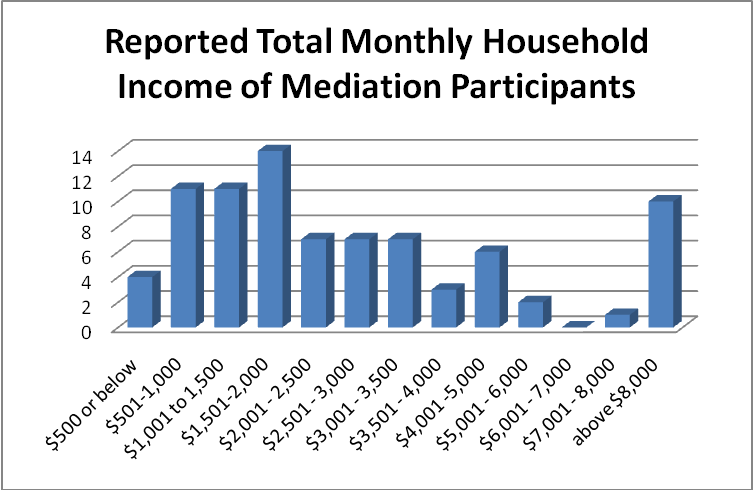 Reported Total Monthly Household
Income of Mediation Participants
14
12
10
8
6
4
2
0
$500 or below
$501-1,000
$1,001 to 1,500
$1,501-2,000
$2,001 - 2,500
$2,501 - 3,000
$3,001 - 3,500
$3,501 - 4,000
$4,001 -5,000
$5,001 - 6,000
$6,001 - 7,000
$7,001 - 8,000
above $8,000